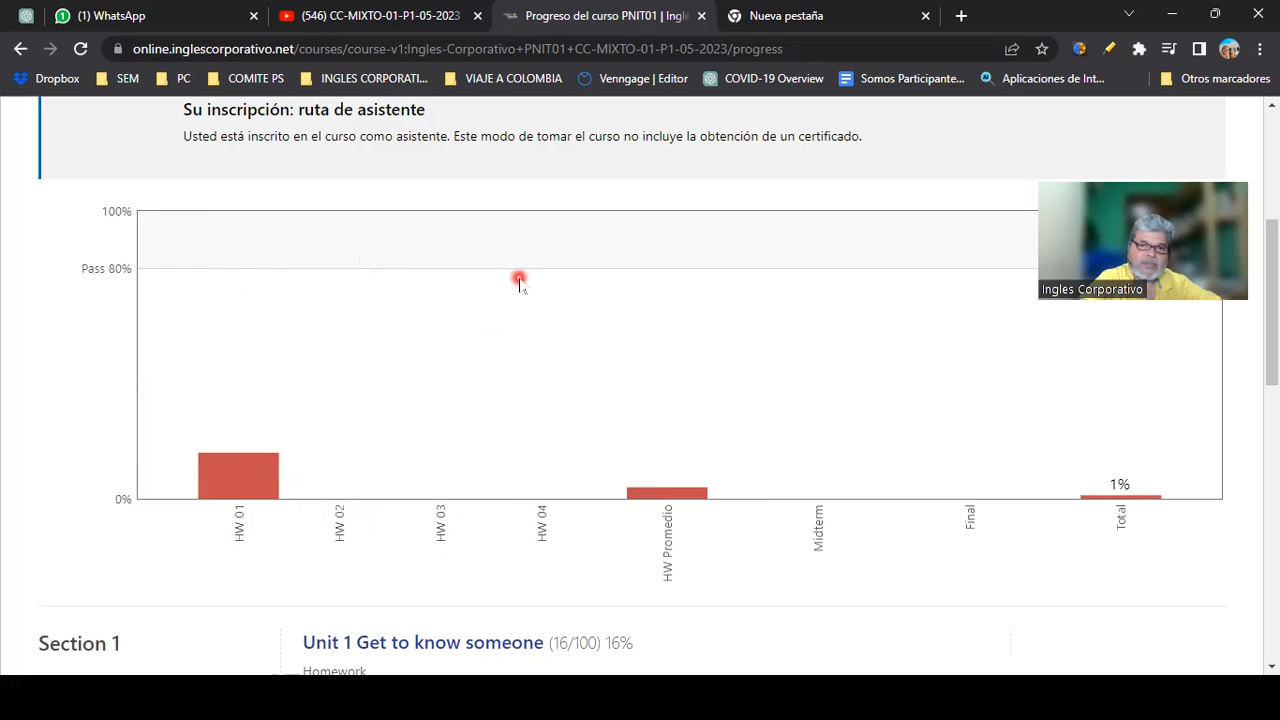 (1) WhatsApp
(546) CC-MIXTO-01-P1-05-2023
Progreso del curso PNIT01 | Inglé
Nueva pestaña
online.inglescorporativo.net/courses/course-v1:Ingles-Corporativo+PNIT01+CC-MIXTO-01-P1-05-2023/progress
Dropbox
SEM
PC
COMITE PS
INGLES CORPORATI...
VIAJE A COLOMBIA
Venngage | Editor
COVID-19 Overview
Somos Participante...
Aplicaciones de Int...
Otros marcadores
Su inscripción: ruta de asistente
Usted está inscrito en el curso como asistente. Este modo de tomar el curso no incluye la obtención de un certificado.
100%
Pass 80%
Ingles Corporativo
1%
0%
HW 01
HW 02
HW 03
HW 04
HW Promedio
Midterm
Final
Total
Section 1
Unit 1 Get to know someone (16/100) 16%
Homework